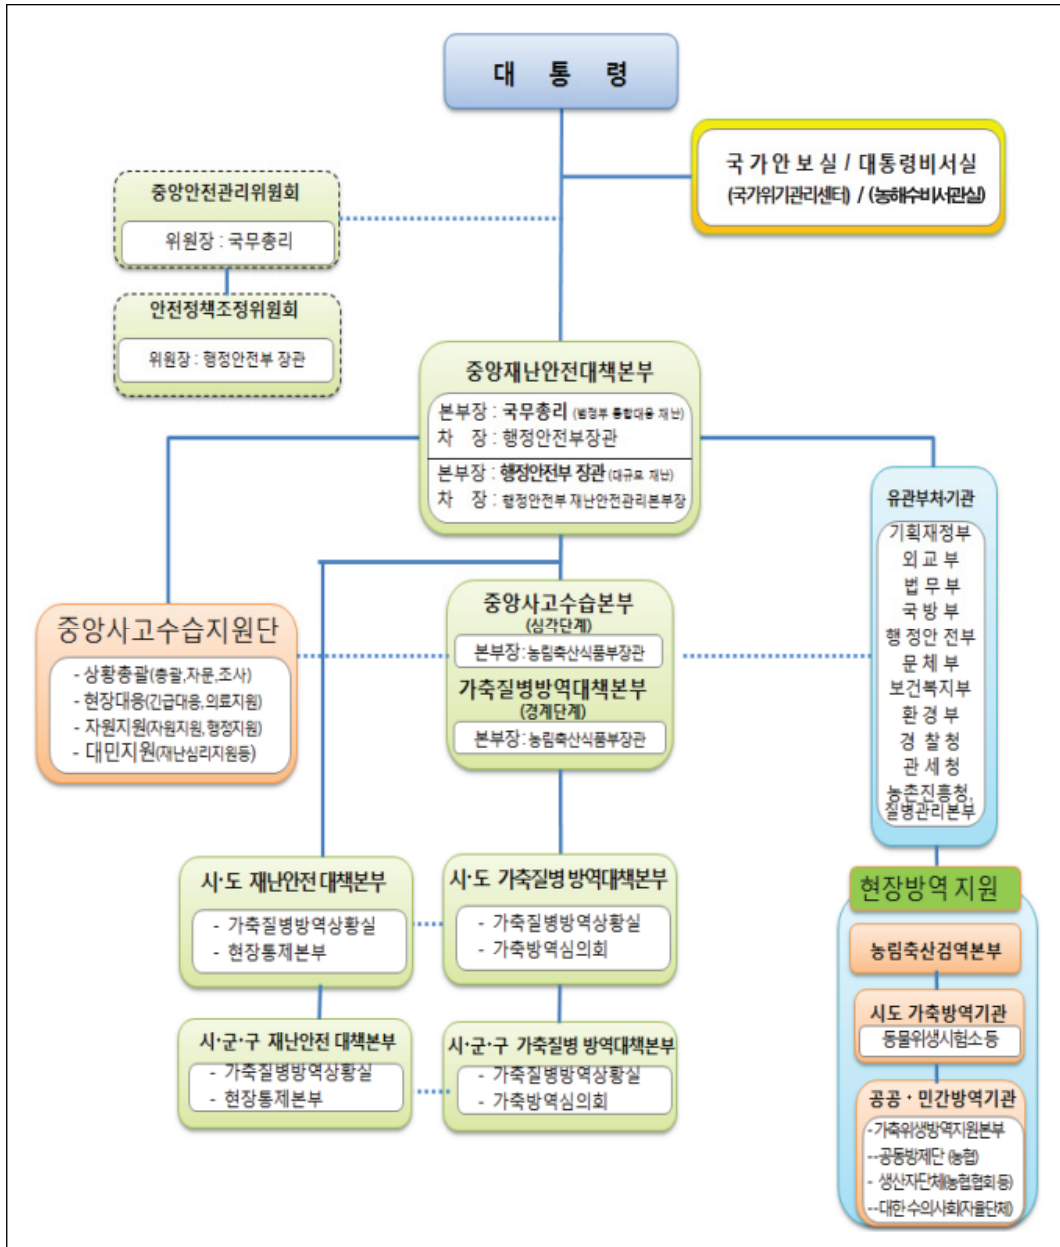 대 통 령
국가안보실 / 대통령비서실
(국가위기관리센터) / (농해수비서관실)
중앙안전관리위원회
위원장 : 국무총리
안전정책조정위원회
위원장 : 행정안전부 장관
중앙재난안전대책본부
본부장 : 국무총리 (범정부 통합대응 재난)
차 장 : 행정안전부장관
본부장 : 행정안전부 장관 (대규모 재난)
차 장 : 행정안전부 재난안전관리본부장
유관부처·기관
기획재정부
외교부
법무부
국방부
행정안전부
문체부
보건복지부
환경부
경찰청
관세청
농촌진흥청,
질병관리본부
중앙사고수습지원단
- 상황총괄(총괄,자문,조사)
- 현장대응(긴급대응,의료지원)
- 자원지원(자원지원,행정지원)
- 대민지원(재난심리지원등)
중앙사고수습본부
(심각단계)
본부장 : 농림축산식품부장관
가축질병방역대책본부
(경계단계)
본부장 : 농림축산식품부장관
시·도 재난안전 대책본부
- 가축질병방역상황실
- 현장통제본부
시·도 가축질병 방역대책본부
- 가축질병방역상황실
- 가축방역심의회
시·군·구 재난안전 대책본부
- 가축질병방역상황실
- 현장통제본부
시·군·구 가축질병 방역대책본부
- 가축질병방역상황실
- 가축방역심의회
현장방역 지원
농림축산검역본부
시도 가축방역기관
동물위생시험소 등
공공·민간방역기관
- 가축위생방역지원본부
- 공동방제단 (농협)
- 생산자단체(농협협회 등)
- 대한수의사회(자율단체)